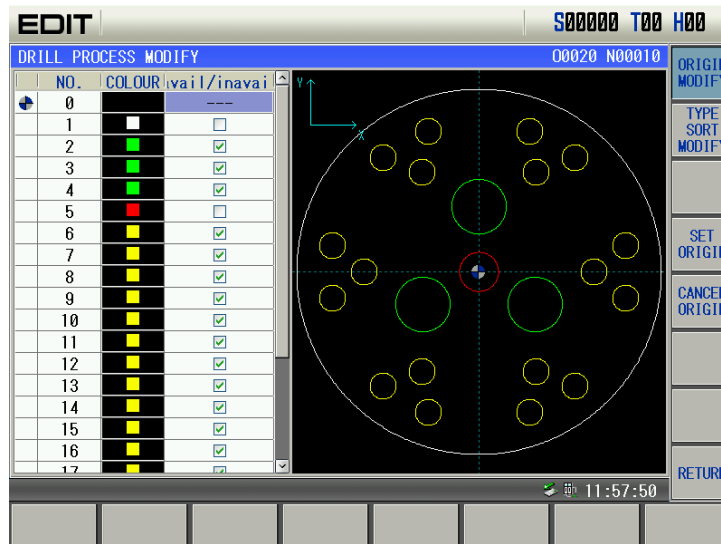 EDIT
S00000 T00 H00
DRILL PROCESS MODIFY
O0020 N00010
NO. COLOUR vail/inavai
0 ---
1
2
3
4
5
6
7
8
9
10
11
12
13
14
15
16
17
Y
X
ORIGI
MODIFY
TYPE
SORT
MODIFY
SET
ORIGI
CANCEL
ORIGI
RETUR
11:57:50